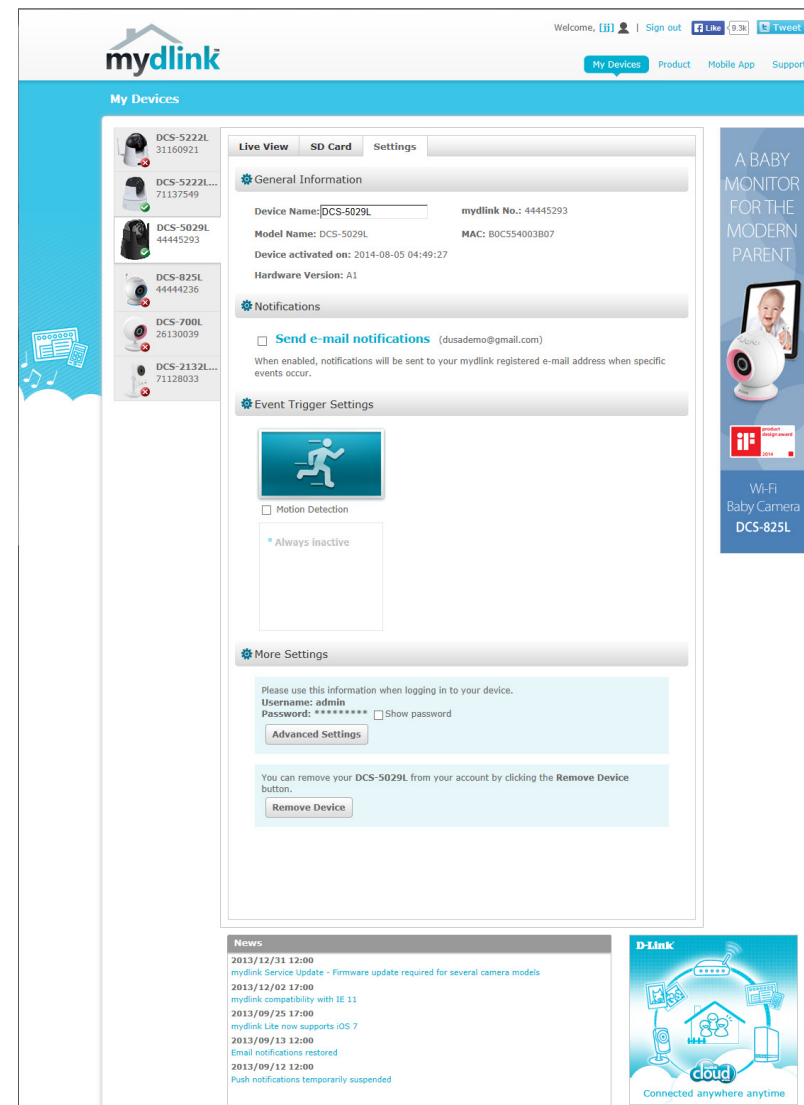 Welcome, [jj] | Sign out Like 9.3k Tweet
mydlink
My Devices Product Mobile App Support
My Devices
DCS-5222L
31160921
DCS-5222L...
71137549
DCS-5029L
44445293
DCS-825L
44444236
DCS-700L
26130039
DCS-2132L...
71128033
Live View SD Card Settings
General Information
Device Name: DCS-5029L mydlink No.: 44445293
Model Name: DCS-5029L MAC: B0C554003B07
Device activated on: 2014-08-05 04:49:27
Hardware Version: A1
Notifications
Send e-mail notifications (dusademo@gmail.com)
When enabled, notifications will be sent to your mydlink registered e-mail address when specific
events occur.
Event Trigger Settings
Motion Detection
* Always inactive
More Settings
Please use this information when logging in to your device.
Username: admin
Password: ********* Show password
Advanced Settings
You can remove your DCS-5029L from your account by clicking the Remove Device
button.
Remove Device
A BABY
MONITOR
FOR THE
MODERN
PARENT
iF
product
design award
2014
Wi-Fi
Baby Camera
DCS-825L
News
2013/12/31 12:00
mydlink Service Update - Firmware update required for several camera models
2013/12/02 17:00
mydlink compatibility with IE 11
2013/09/25 17:00
mydlink Lite now supports iOS 7
2013/09/13 12:00
Email notifications restored
2013/09/12 12:00
Push notifications temporarily suspended
D-Link
cloud
Connected anywhere anytime